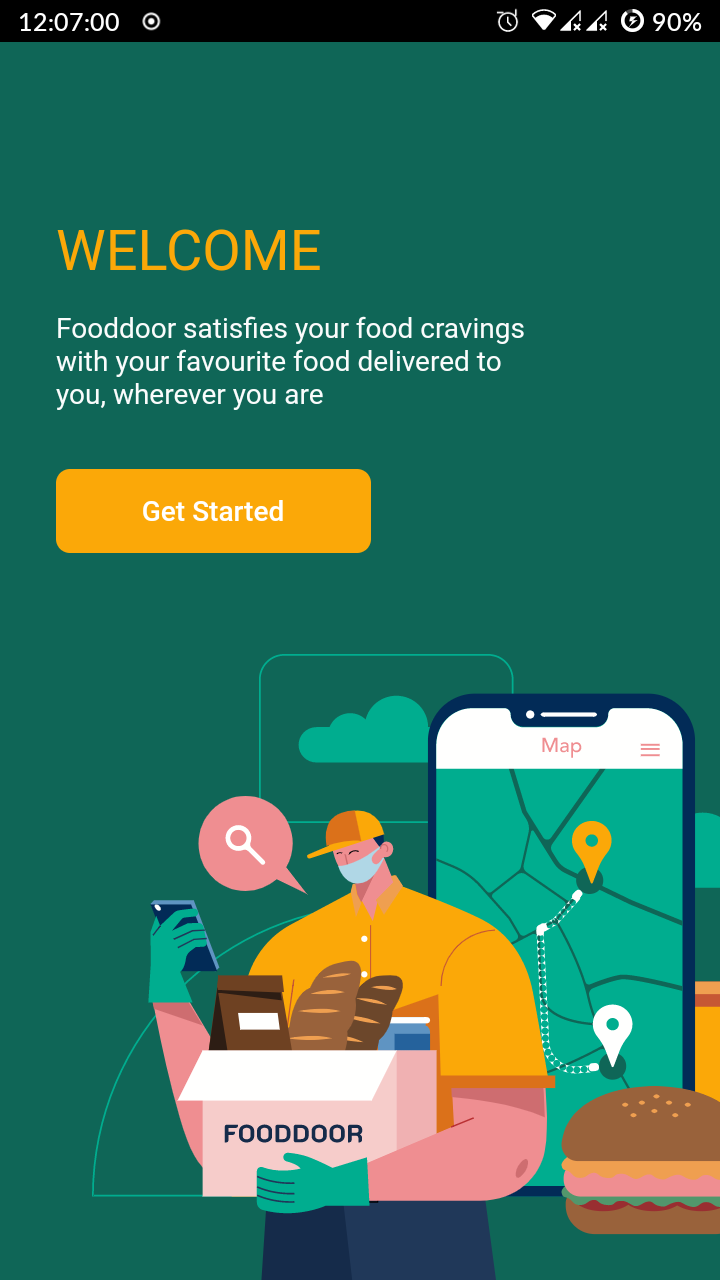 12:07:00 90%
WELCOME
Fooddoor satisfies your food cravings
with your favourite food delivered to
you, wherever you are
Get Started
Map
FOODDOOR